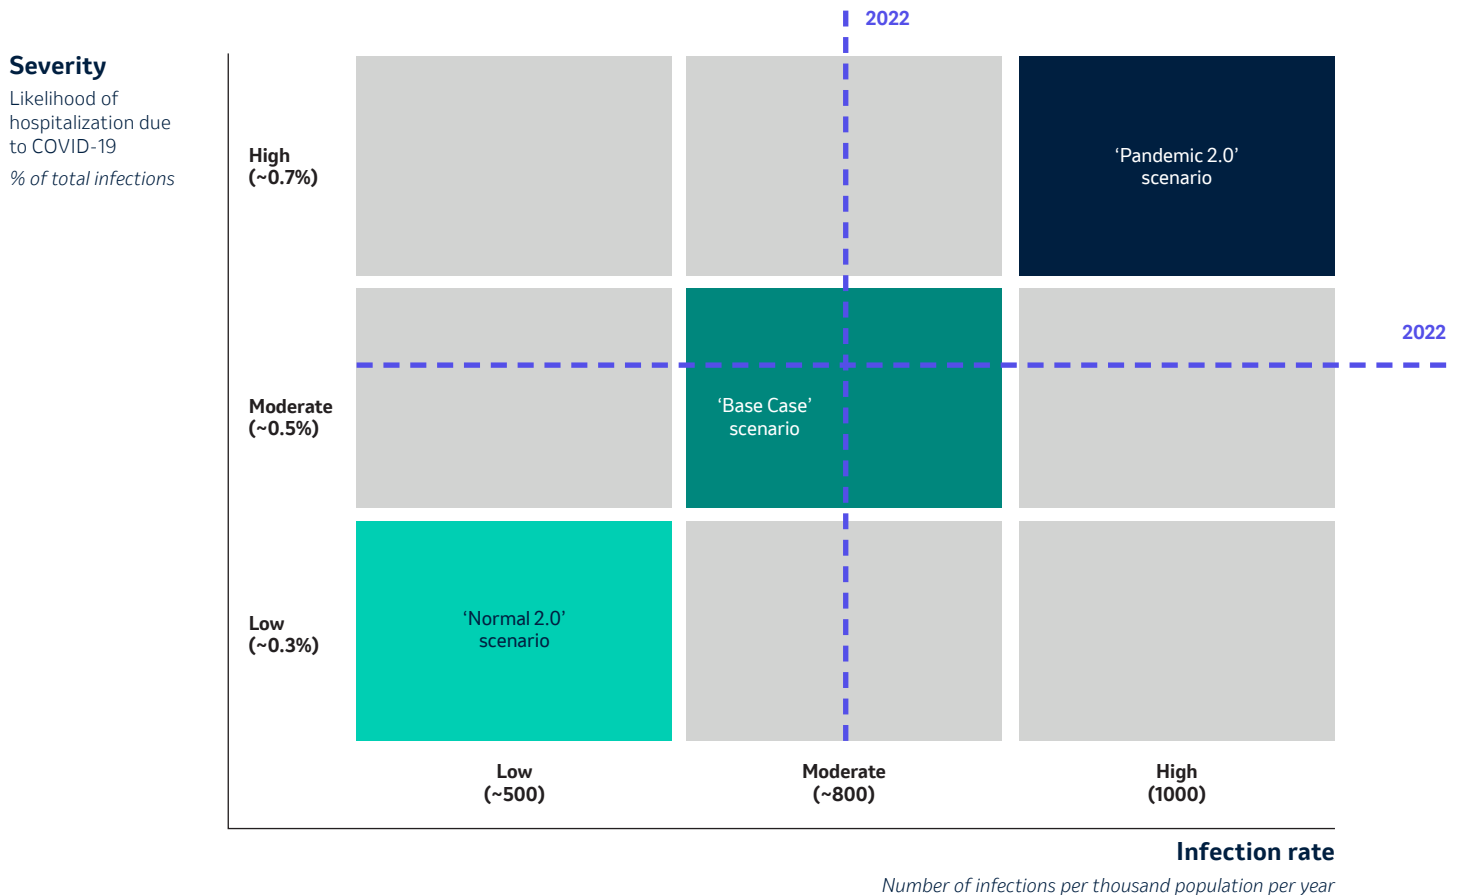 2022
Severity
Likelihood of
hospitalization due
to COVID-19
% of total infections
High
(~0.7%)
‘Pandemic 2.0’
scenario
2022
Moderate
(~0.5%)
‘Base Case’
scenario
Low
(~0.3%)
‘Normal 2.0’
scenario
Low
(~500)
Moderate
(~800)
High
(1000)
Infection rate
Number of infections per thousand population per year